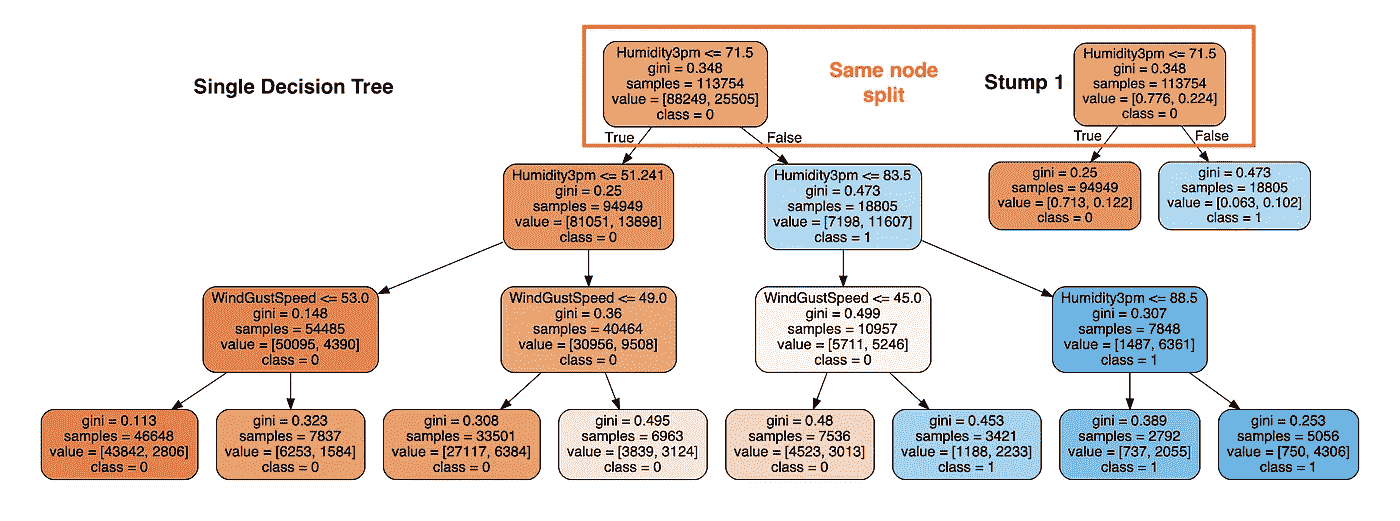 Single Decision Tree
Humidity3pm <= 71.5
gini = 0.348
samples = 113754
value = [88249, 25505]
class = 0
Same node
split
Stump 1
Humidity3pm <= 71.5
gini = 0.348
samples = 113754
value = [0.776, 0.224]
class = 0
True
False
True
False
Humidity3pm <= 51.241
gini = 0.25
samples = 94949
value = [81051, 13898]
class = 0
Humidity3pm <= 83.5
gini = 0.473
samples = 18805
value = [7198, 11607]
class = 1
gini = 0.25
samples = 94949
value = [0.713, 0.122]
class = 0
gini = 0.473
samples = 18805
value = [0.063, 0.102]
class = 1
WindGustSpeed <= 53.0
gini = 0.148
samples = 54485
value = [50095, 4390]
class = 0
WindGustSpeed <= 49.0
gini = 0.36
samples = 40464
value = [30956, 9508]
class = 0
WindGustSpeed <= 45.0
gini = 0.499
samples = 10957
value = [5711, 5246]
class = 0
Humidity3pm <= 88.5
gini = 0.307
samples = 7848
value = [1487, 6361]
class = 1
gini = 0.113
samples = 46648
value = [43842, 2806]
class = 0
gini = 0.323
samples = 7837
value = [6253, 1584]
class = 0
gini = 0.308
samples = 33501
value = [27117, 6384]
class = 0
gini = 0.495
samples = 6963
value = [3839, 3124]
class = 0
gini = 0.48
samples = 7536
value = [4523, 3013]
class = 0
gini = 0.453
samples = 3421
value = [1188, 2233]
class = 1
gini = 0.389
samples = 2792
value = [737, 2055]
class = 1
gini = 0.253
samples = 5056
value = [750, 4306]
class = 1